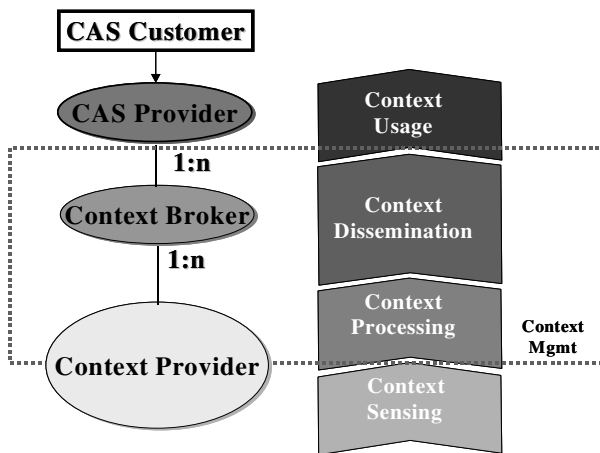 CAS Customer
CAS Provider
1:n
Context Broker
1:n
Context Provider
Context
Usage
Context
Dissemination
Context
Processing
Context
Sensing
Context
Mgmt